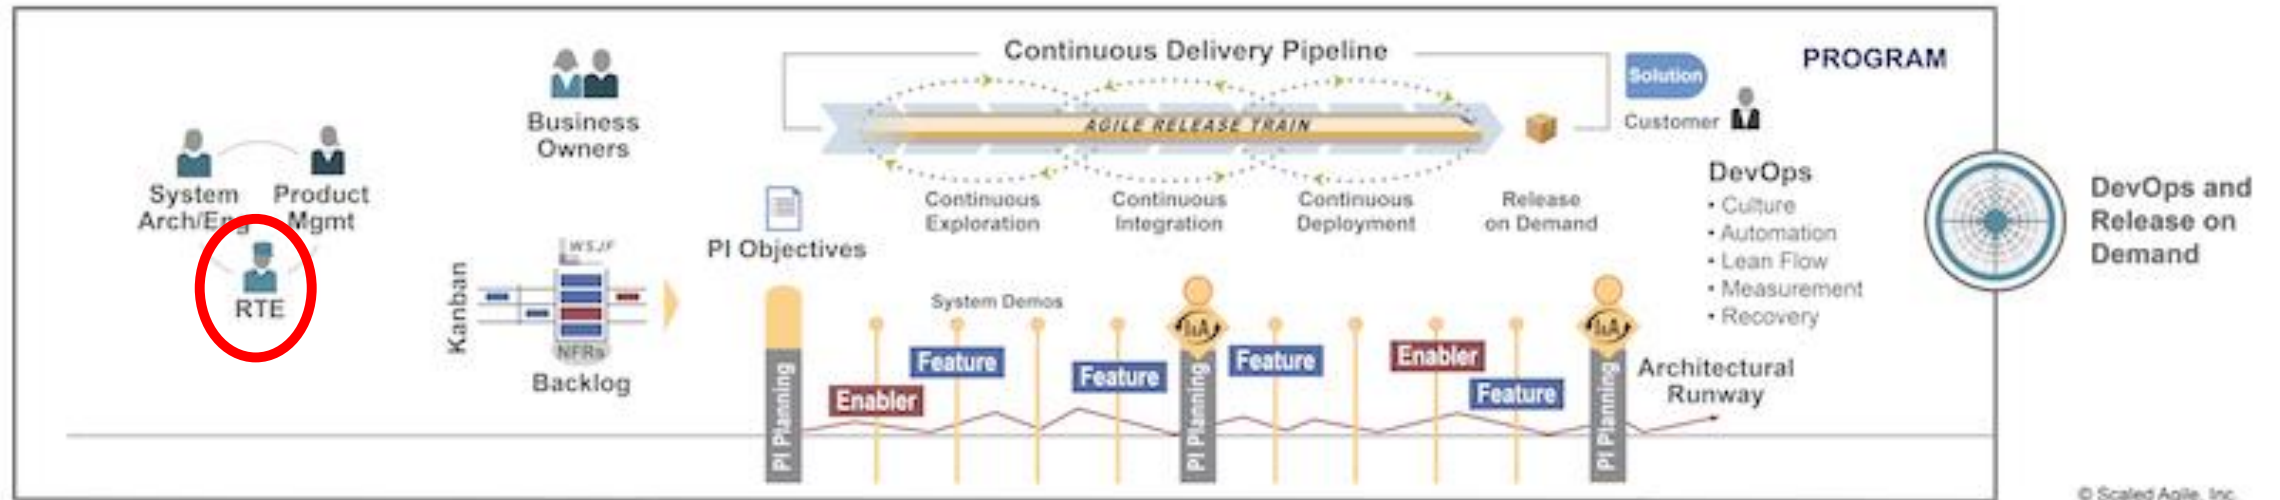 Continuous Delivery Pipeline
PROGRAM
Solution
Customer
Business
Owners
AGILE RELEASE TRAIN
System
Arch/Eng
Product
Mgmt
RTE
Continuous
Exploration
Continuous
Integration
Continuous
Deployment
Release
on Demand
DevOps
• Culture
• Automation
• Lean Flow
• Measurement
• Recovery
DevOps and
Release on
Demand
PI Objectives
Kanban
WSJF
NFRs
Backlog
System Demos
PI Planning
Enabler
Feature
Feature
I&A
PI Planning
Feature
Enabler
Feature
I&A
PI Planning
Architectural
Runway
© Scaled Agile, Inc.